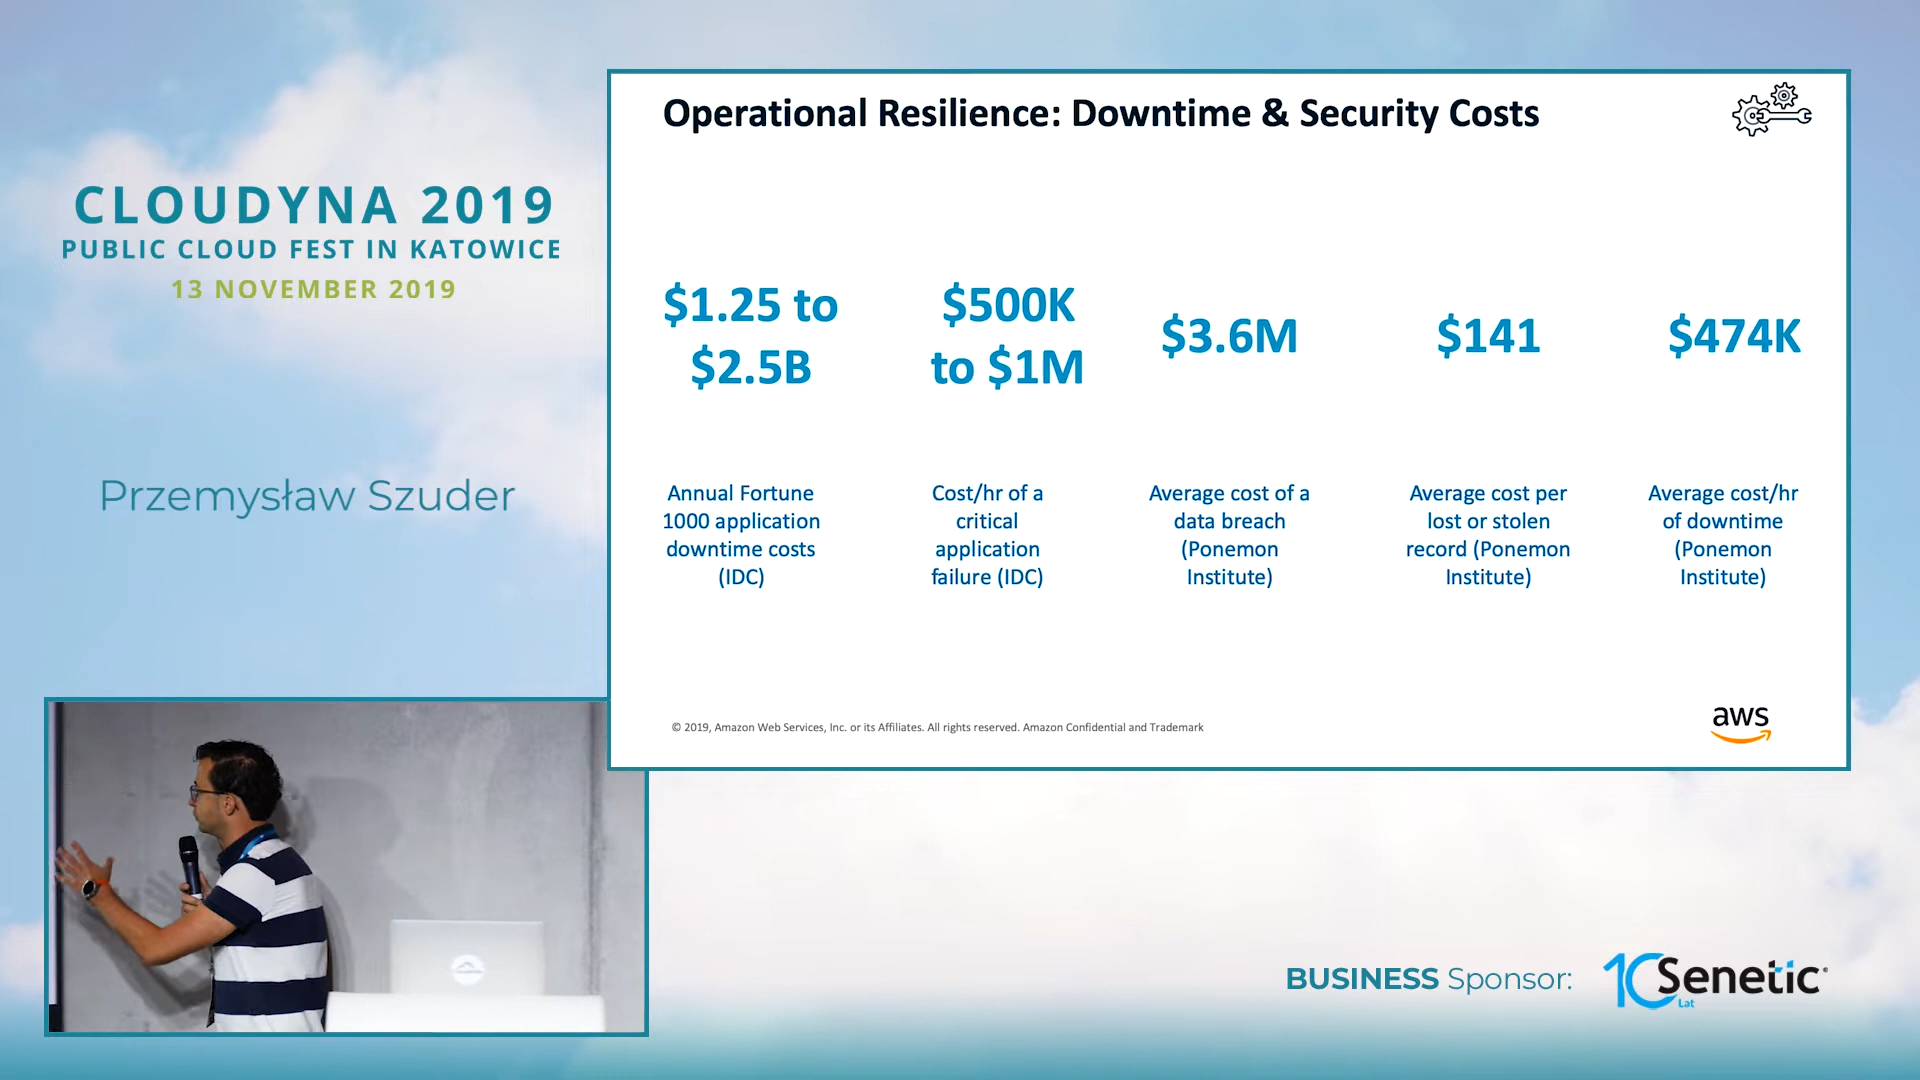 CLOUDYNA 2019
PUBLIC CLOUD FEST IN KATOWICE
13 NOVEMBER 2019
Przemysław Szuder
Operational Resilience: Downtime & Security Costs
$1.25 to
$2.5B
$500K
to $1M
$3.6M
$141
$474K
Annual Fortune
1000 application
downtime costs
(IDC)
Cost/hr of a
critical
application
failure (IDC)
Average cost of a
data breach
(Ponemon
Institute)
Average cost per
lost or stolen
record (Ponemon
Institute)
Average cost/hr
of downtime
(Ponemon
Institute)
© 2019, Amazon Web Services, Inc. or its Affiliates. All rights reserved. Amazon Confidential and Trademark
aws
BUSINESS Sponsor:
10 Lat
Senetic®